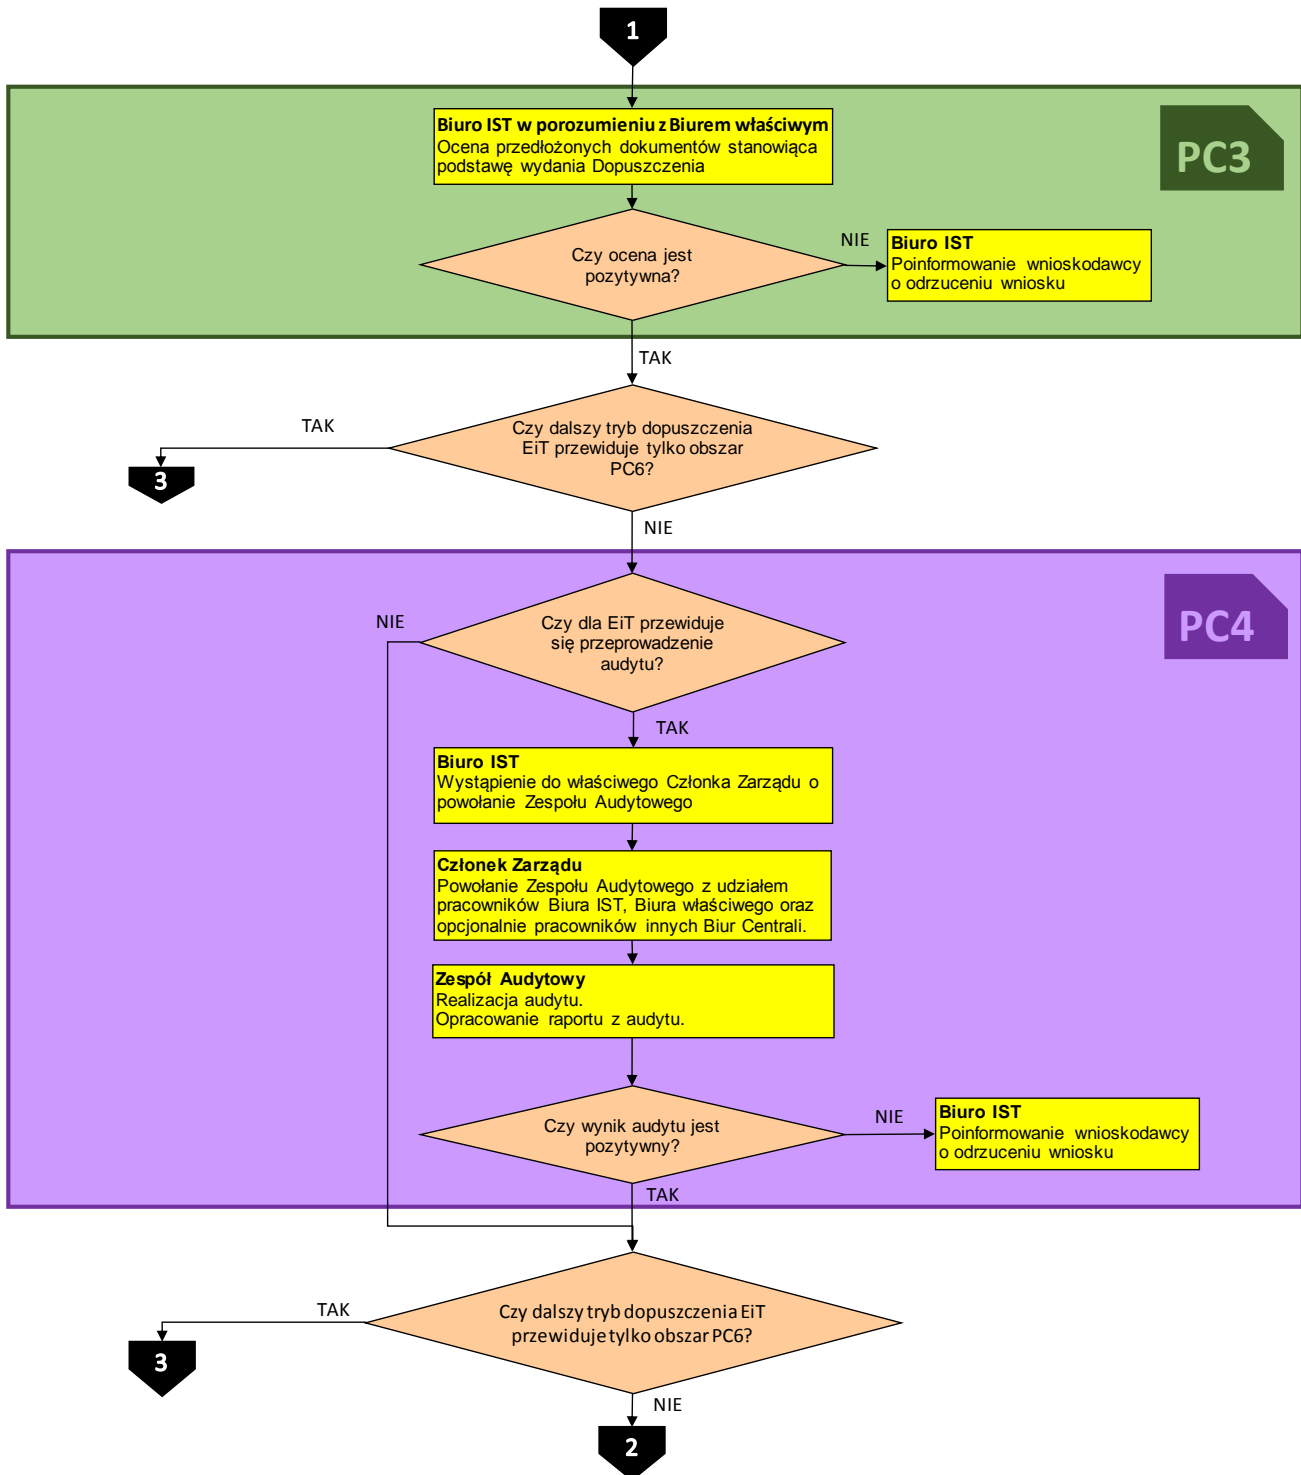 1
PC3
Biuro IST w porozumieniu z Biurem właściwym
Ocena przedłożonych dokumentów stanowiąca
podstawę wydania Dopuszczenia
Czy ocena jest
pozytywna?
NIE
Biuro IST
Poinformowanie wnioskodawcy
o odrzuceniu wniosku
TAK
Czy dalszy tryb dopuszczenia
EiT przewiduje tylko obszar
PC6?
TAK
3
NIE
PC4
Czy dla EiT przewiduje
się przeprowadzenie
audytu?
NIE
TAK
Biuro IST
Wystąpienie do właściwego Członka Zarządu o
powołanie Zespołu Audytowego
Członek Zarządu
Powołanie Zespołu Audytowego z udziałem
pracowników Biura IST, Biura właściwego oraz
opcjonalnie pracowników innych Biur Centrali.
Zespół Audytowy
Realizacja audytu.
Opracowanie raportu z audytu.
Czy wynik audytu jest
pozytywny?
NIE
Biuro IST
Poinformowanie wnioskodawcy
o odrzuceniu wniosku
TAK
Czy dalszy tryb dopuszczenia EiT
przewiduje tylko obszar PC6?
TAK
3
NIE
2